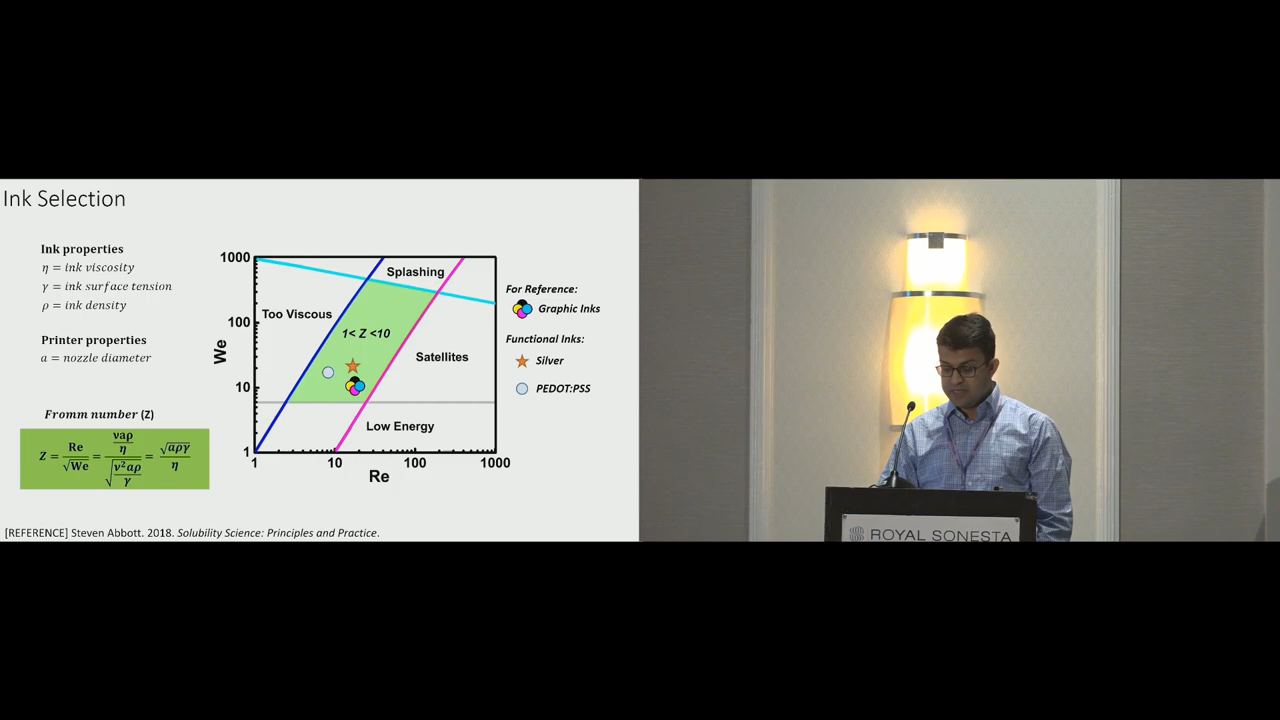 Ink Selection
Ink properties
η = ink viscosity
γ = ink surface tension
ρ = ink density
Printer properties
a = nozzle diameter
Fromm number (Z)
Z = Re/√We = (vaρ/η)/√(v²aρ/γ) = √aργ/η
We
1000
100
10
1
1
10
100
1000
Re
Splashing
Too Viscous
1< Z <10
Satellites
Low Energy
For Reference:
Graphic Inks
Functional Inks:
Silver
PEDOT:PSS
[REFERENCE] Steven Abbott. 2018. Solubility Science: Principles and Practice.
ROYAL SONESTA